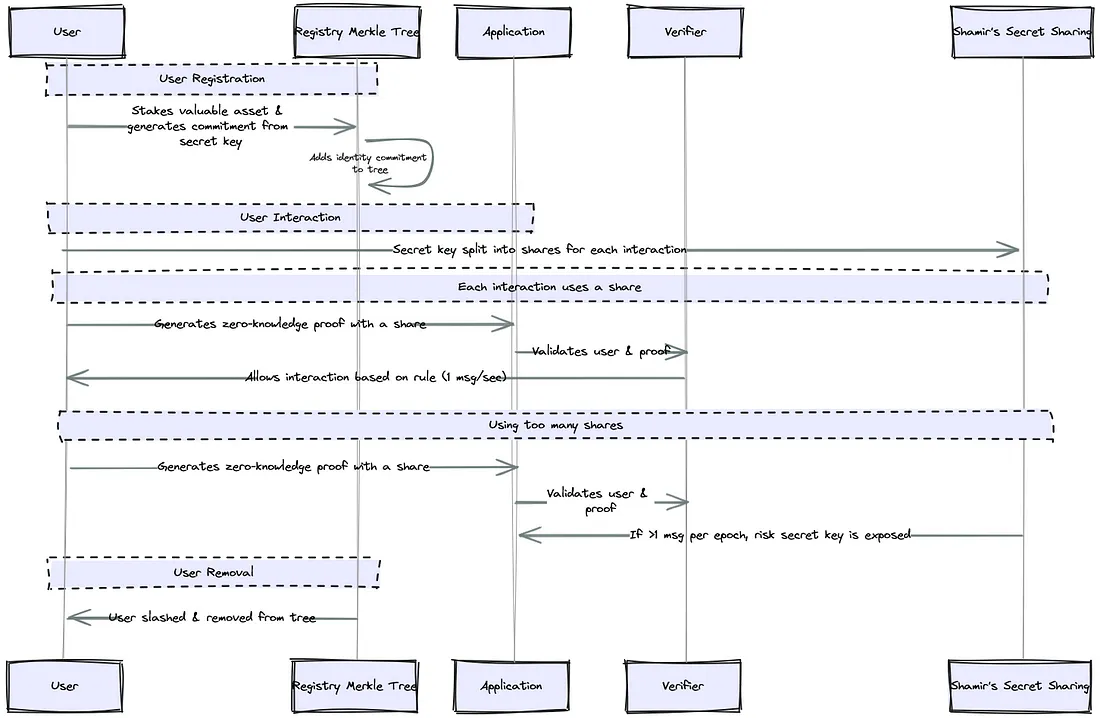 User
Registry Merkle Tree
Application
Verifier
Shamir's Secret Sharing
User Registration
Stakes valuable asset &
generates commitment from
secret key
Adds identity commitment
to tree
User Interaction
Secret key split into shares for each interaction
Each interaction uses a share
Generates zero-knowledge proof with a share
Validates user & proof
Allows interaction based on rule (1 msg/sec)
Using too many shares
Generates zero-knowledge proof with a share
Validates user &
proof
If >1 msg per epoch, risk secret key is exposed
User Removal
User slashed & removed from tree
User
Registry Merkle Tree
Application
Verifier
Shamir's Secret Sharing